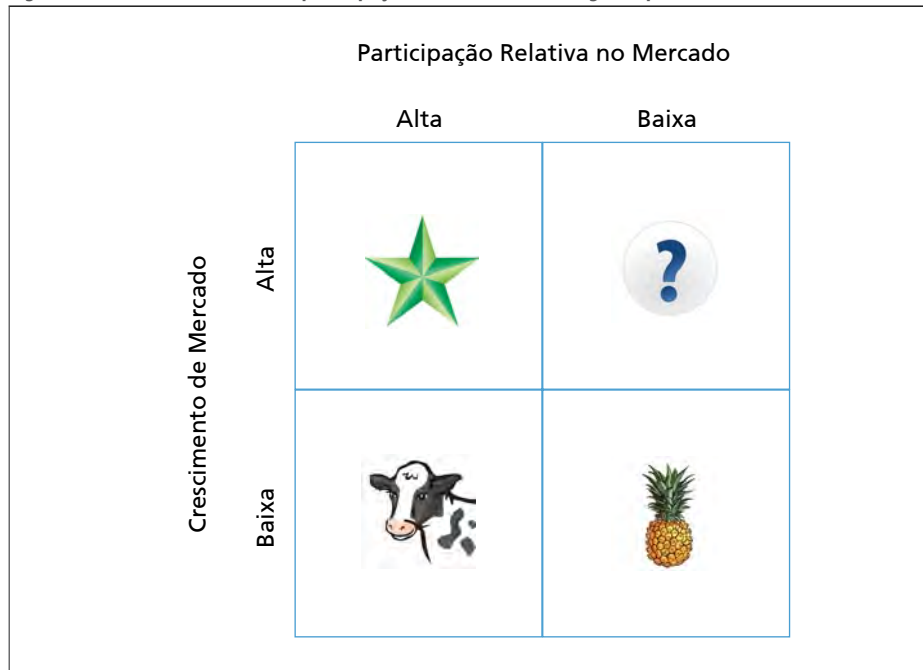 Participação Relativa no Mercado
Alta Baixa
Crescimento de Mercado
Alta
?
Baixa